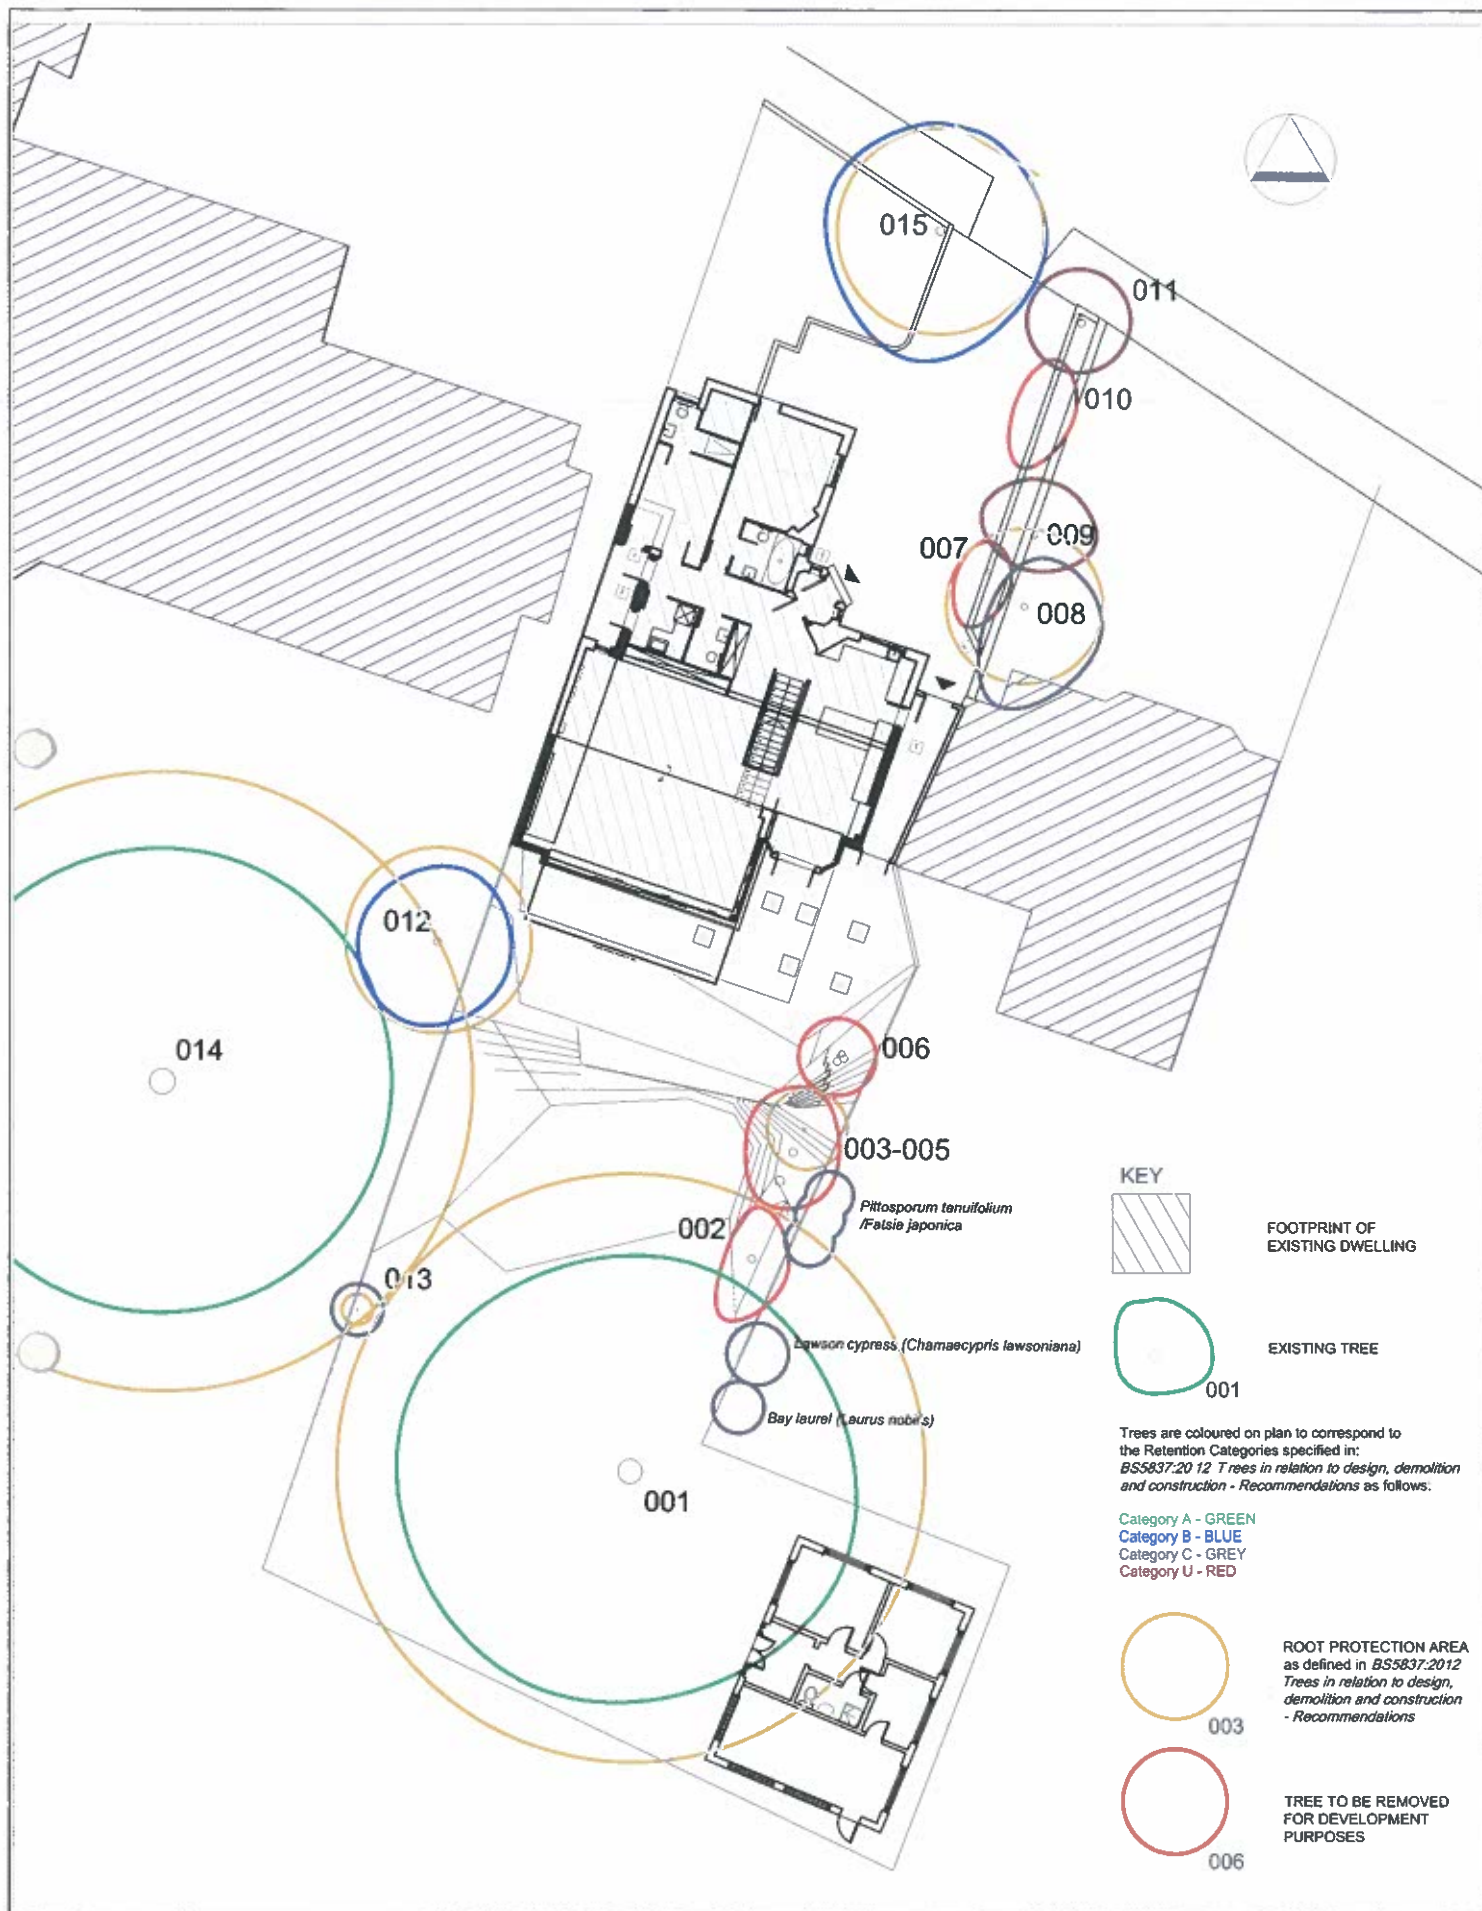 015
011
010
009
007
008
012
014
006
003-005
Pittosporum tenuifolium
/Fatsia japonica
002
013
Lawson cypress (Chamaecypris lawsoniana)
Bay laurel (Laurus nobilis)
001
KEY
FOOTPRINT OF
EXISTING DWELLING
EXISTING TREE
001
Trees are coloured on plan to correspond to
the Retention Categories specified in:
BS5837:20 12 Trees in relation to design, demolition
and construction - Recommendations as follows:
Category A - GREEN
Category B - BLUE
Category C - GREY
Category U - RED
ROOT PROTECTION AREA
as defined in BS5837:2012
Trees in relation to design,
demolition and construction
- Recommendations
003
TREE TO BE REMOVED
FOR DEVELOPMENT
PURPOSES
006